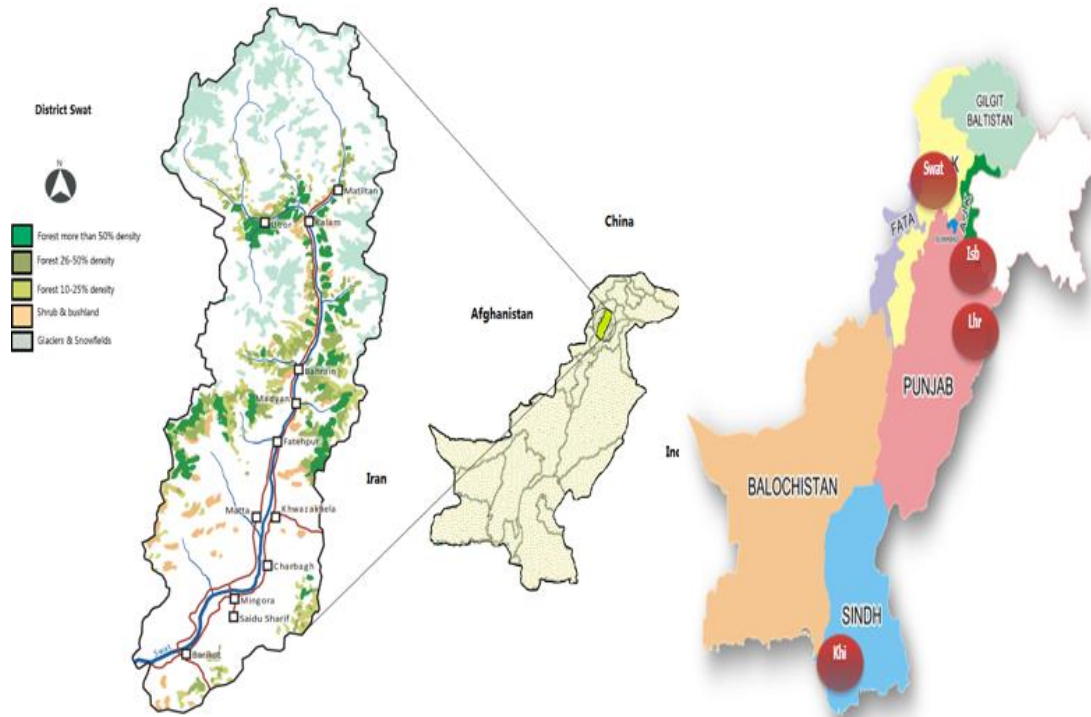 District Swat
N
Forest more than 50% density
Forest 26-50% density
Forest 10-25% density
Shrub & bushland
Glaciers & Snowfields
Matiltan
Kalam
Bahrain
Madyan
Fatehpur
Matta
Khwazakhela
Charbagh
Mingora
Saidu Sharif
Swat
Barikot
China
Afghanistan
Iran
Inc
GILGIT
BALTISTAN
K
Swat
FATA
Isb
Lhr
PUNJAB
BALOCHISTAN
SINDH
Khi